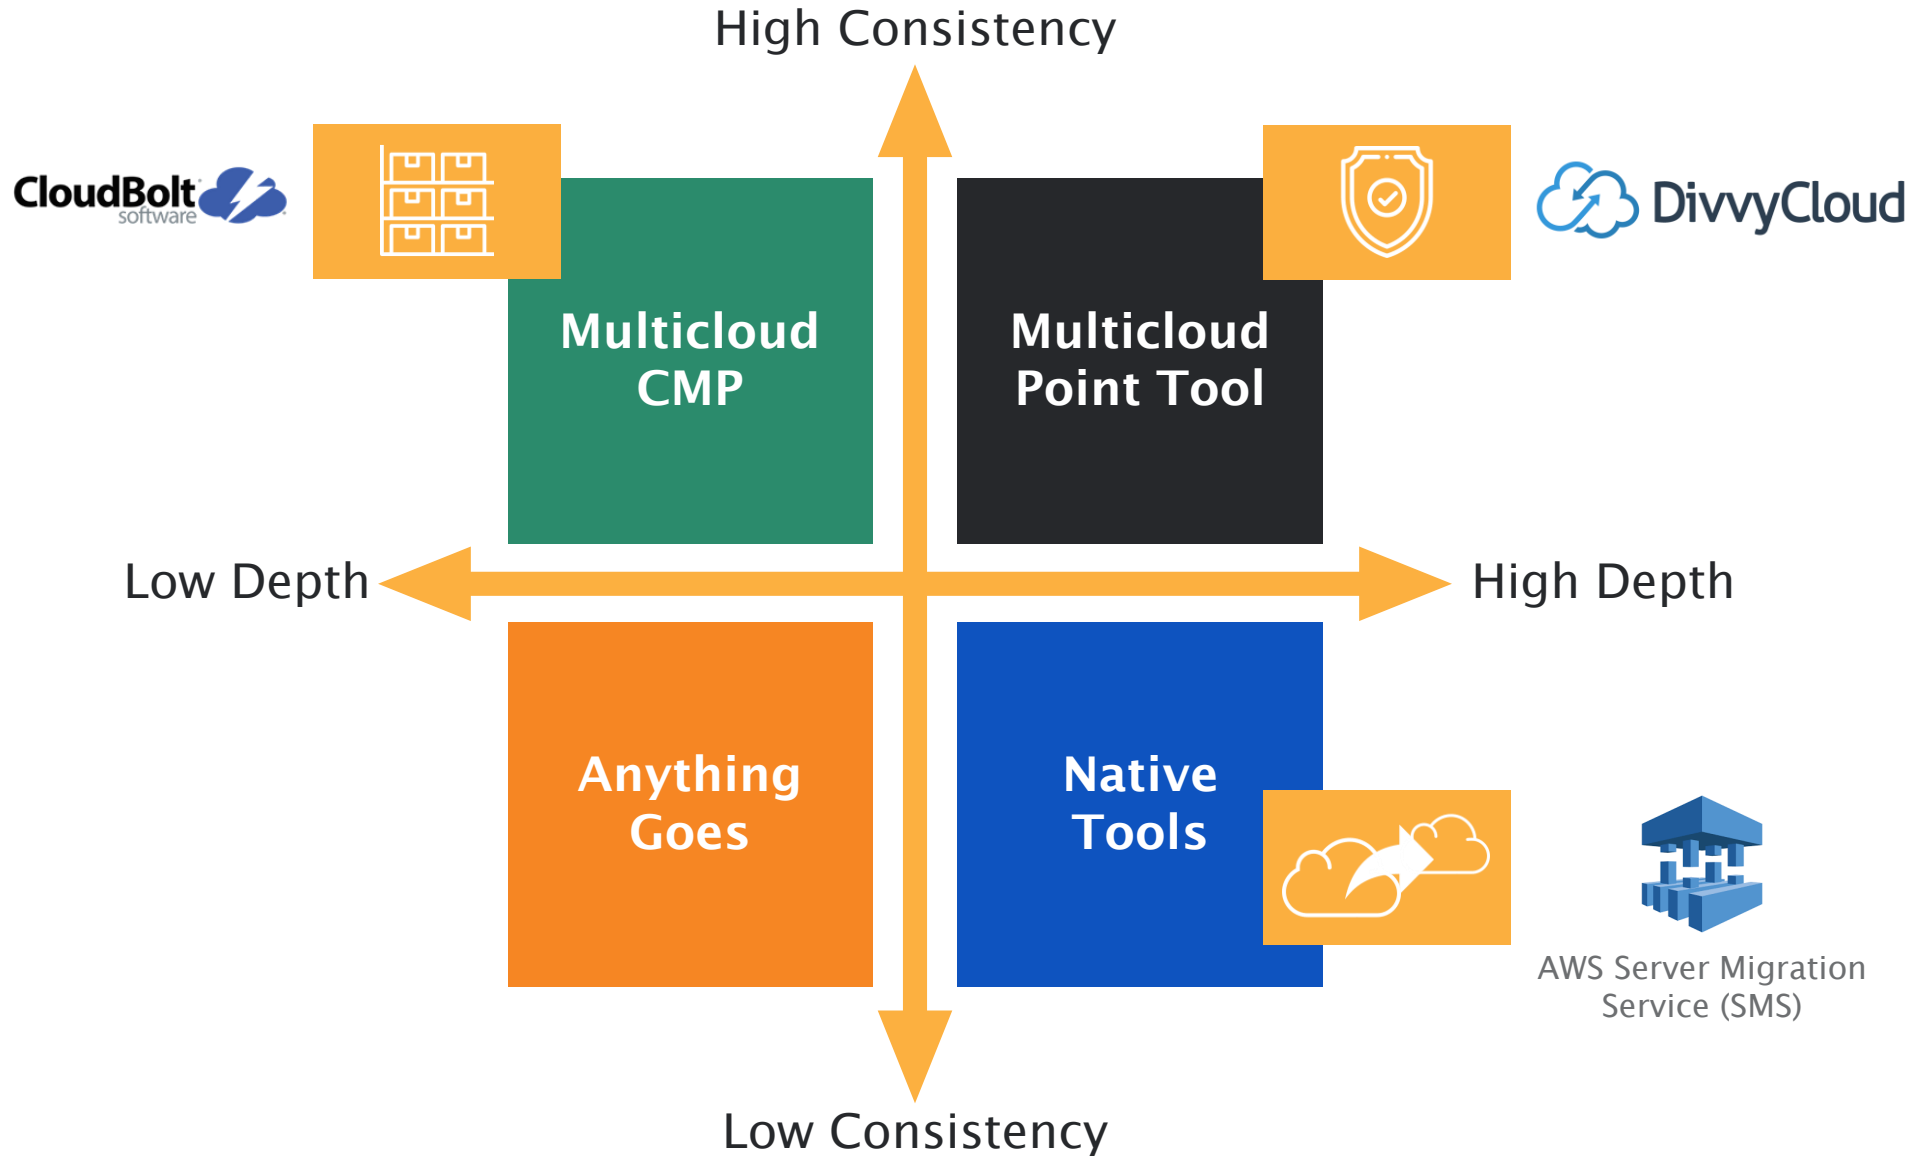 High Consistency
CloudBolt
software
DivvyCloud
Multicloud
CMP
Multicloud
Point Tool
Low Depth
High Depth
Anything
Goes
Native
Tools
AWS Server Migration
Service (SMS)
Low Consistency